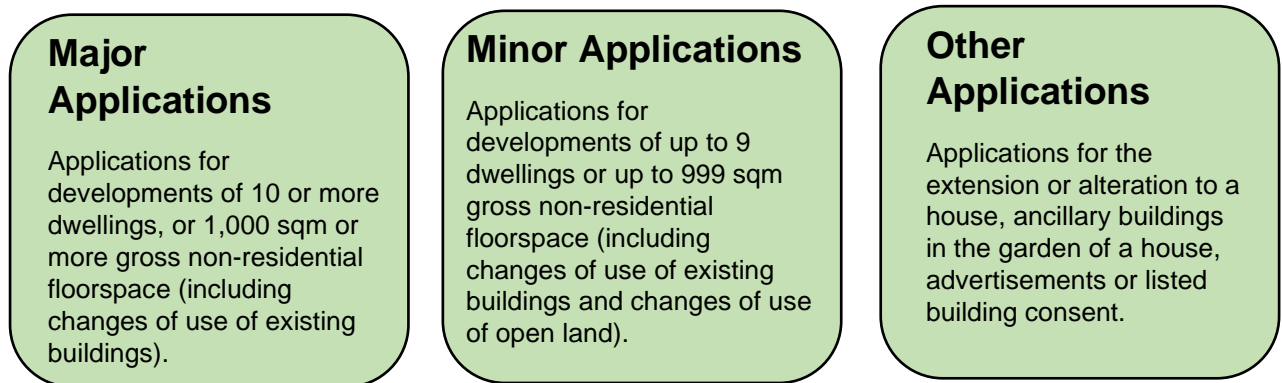 Major
Applications
Applications for
developments of 10 or more
dwellings, or 1,000 sqm or
more gross non-residential
floorspace (including
changes of use of existing
buildings).
Minor Applications
Applications for
developments of up to 9
dwellings or up to 999 sqm
gross non-residential
floorspace (including
changes of use of existing
buildings and changes of use
of open land).
Other
Applications
Applications for the
extension or alteration to a
house, ancillary buildings
in the garden of a house,
advertisements or listed
building consent.